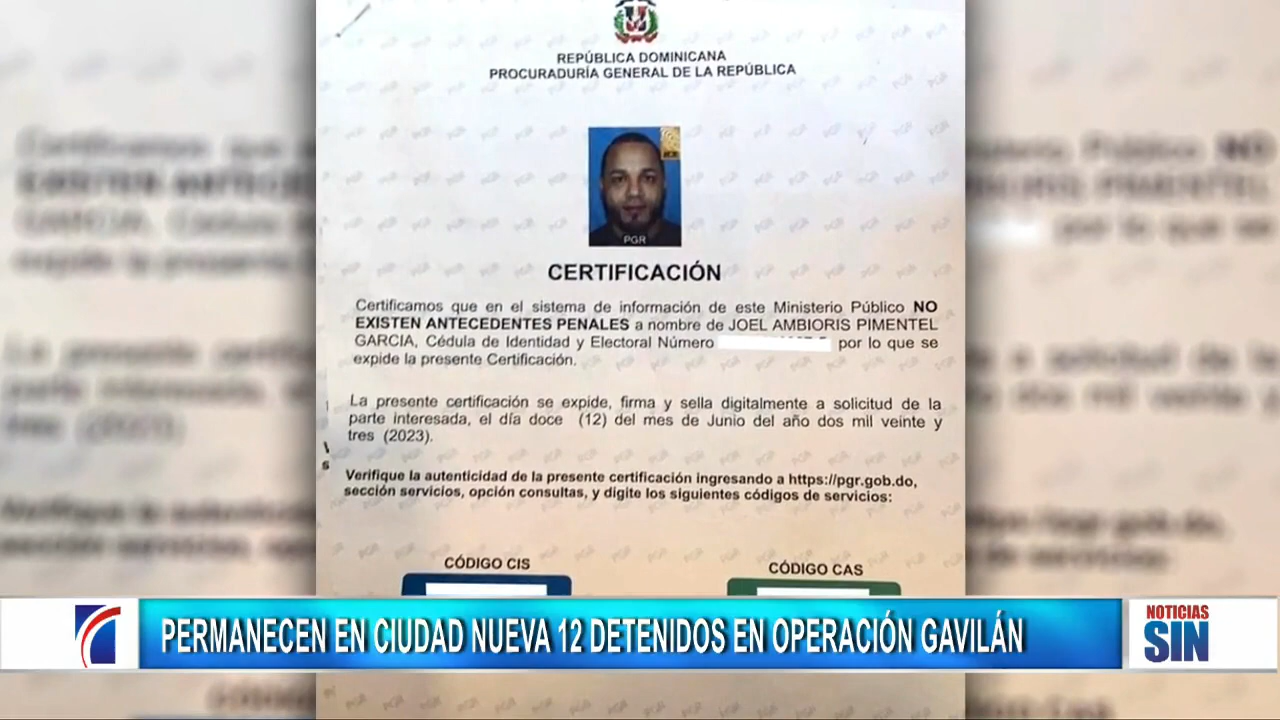 REPÚBLICA DOMINICANA
PROCURADURÍA GENERAL DE LA REPÚBLICA
PGR
CERTIFICACIÓN
Certificamos que en el sistema de información de este Ministerio Público NO
EXISTEN ANTECEDENTES PENALES a nombre de JOEL AMBIORIS PIMENTEL
GARCIA, Cédula de Identidad y Electoral Número por lo que se
expide la presente Certificación.
La presente certificación se expide, firma y sella digitalmente a solicitud de la
parte interesada, el día doce (12) del mes de Junio del año dos mil veinte y
tres (2023).
Verifique la autenticidad de la presente certificación ingresando a https://pgr.gob.do,
sección servicios, opción consultas, y digite los siguientes códigos de servicios:
CÓDIGO CIS
CÓDIGO CAS
PERMANECEN EN CIUDAD NUEVA 12 DETENIDOS EN OPERACIÓN GAVILÁN
NOTICIAS
SIN